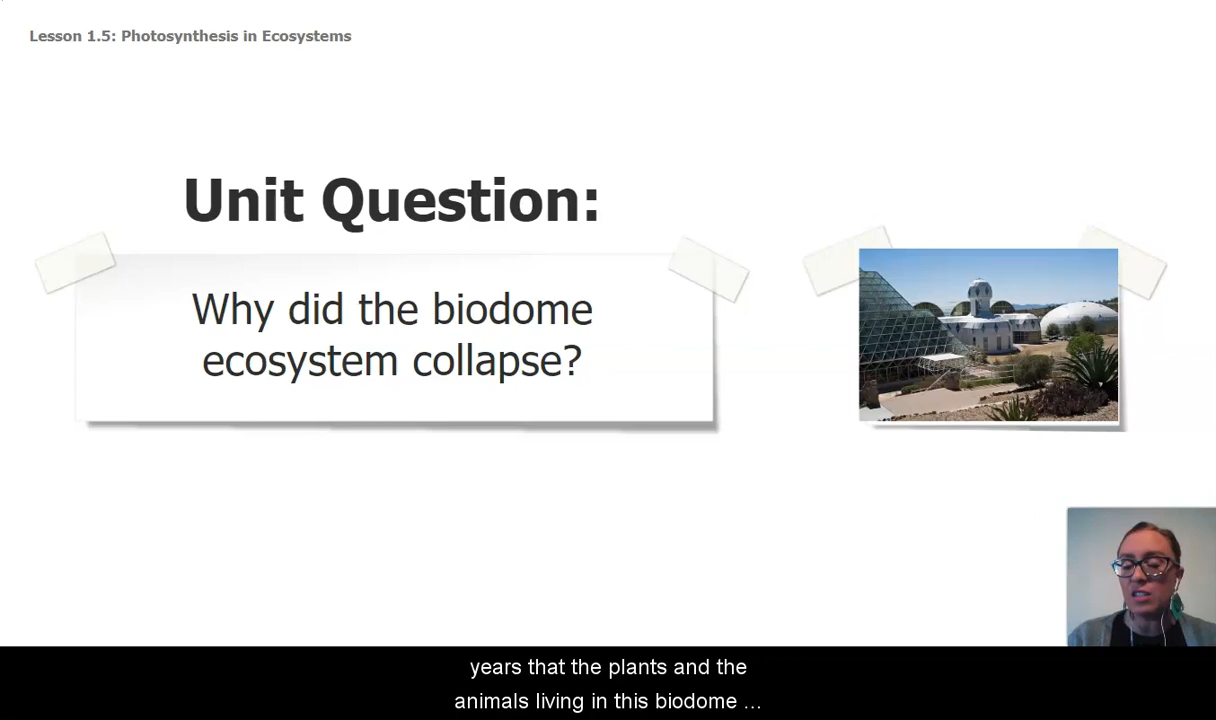 Lesson 1.5: Photosynthesis in Ecosystems
Unit Question:
Why did the biodome
ecosystem collapse?
years that the plants and the
animals living in this biodome ...